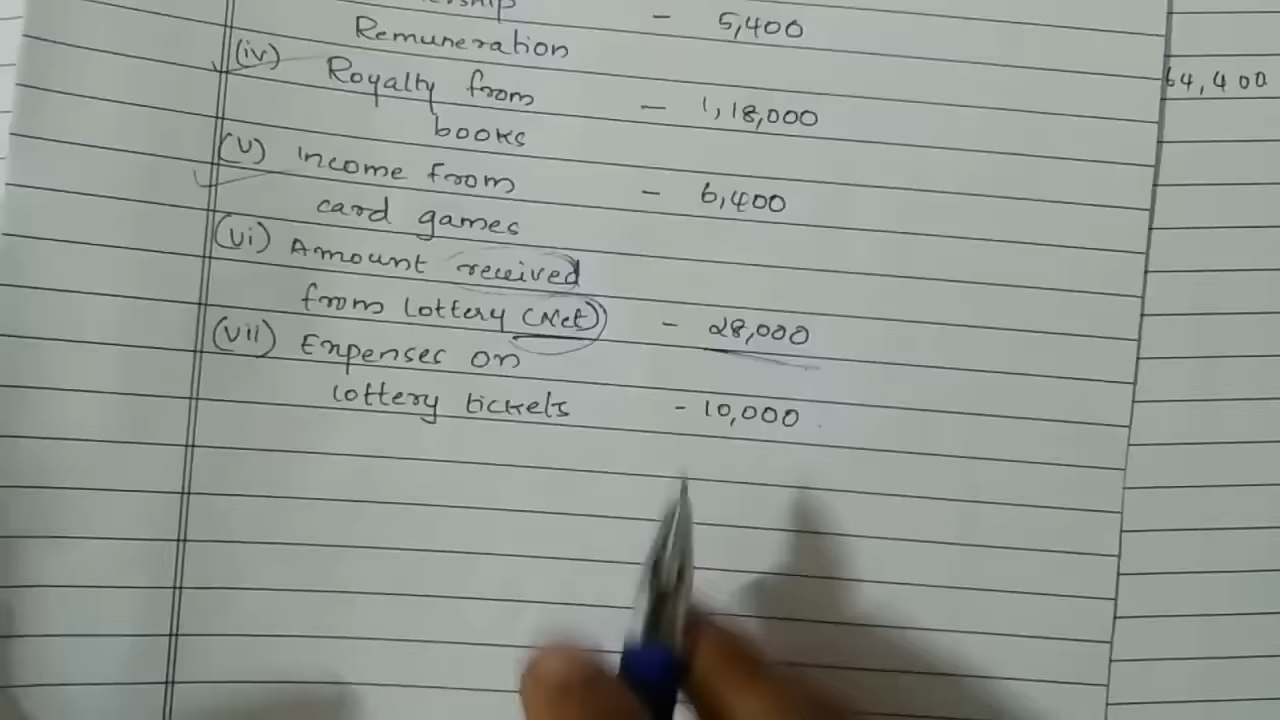 - 5,400
Remuneration
64,400
(iv) Royalty from - 1,18,000
books
(v) Income from - 6,400
card games
(vi) Amount received
from lottery (Net) - 28,000
(vii) Expenses on
lottery tickets - 10,000